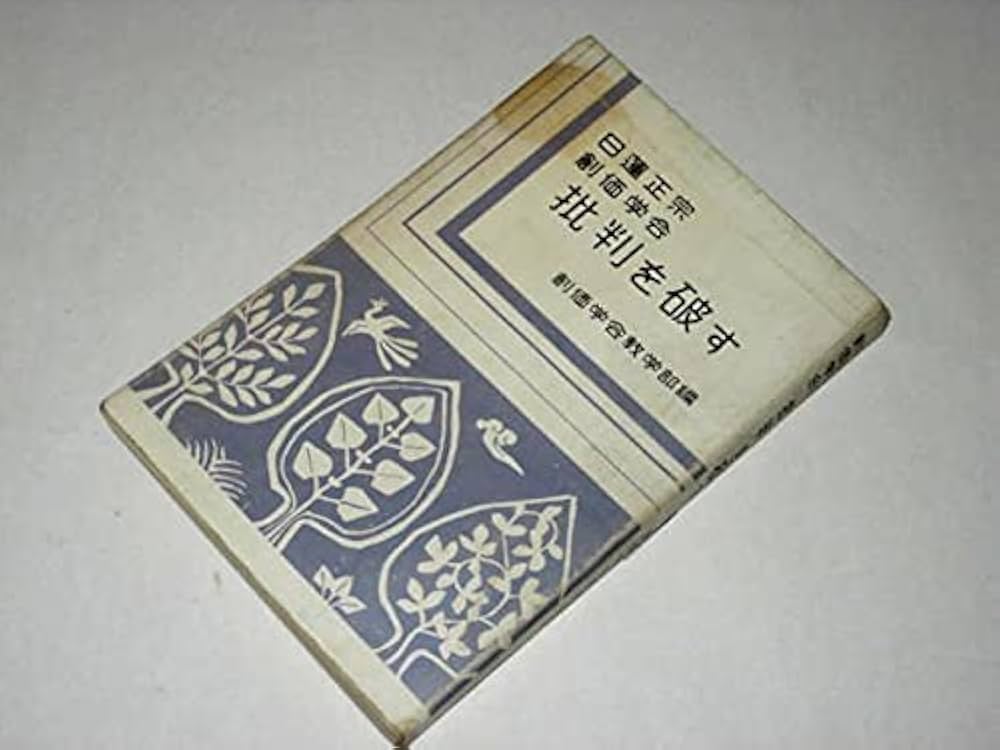 日蓮正宗
創価学会
批判を破す
創価学会教学部編